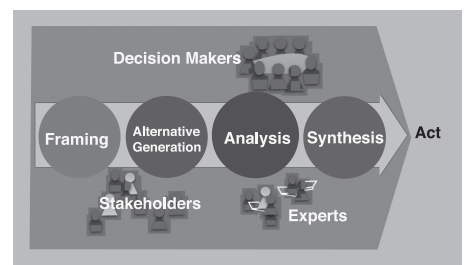 Decision Makers
Framing
Alternative
Generation
Analysis
Synthesis
Act
Stakeholders
Experts